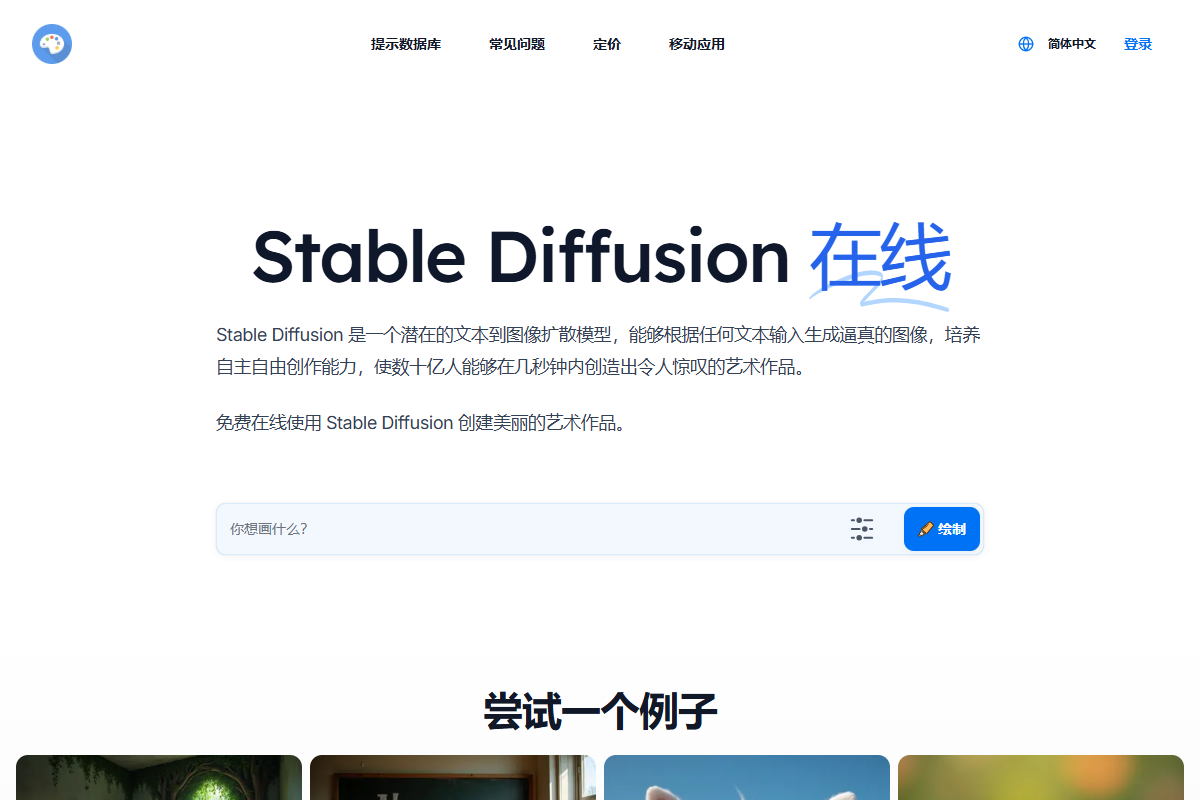 提示数据库
常见问题
定价
移动应用
简体中文
登录
Stable Diffusion 在线
Stable Diffusion 是一个潜在的文本到图像扩散模型，能够根据任何文本输入生成逼真的图像，培养
自主自由创作能力，使数十亿人能够在几秒钟内创造出令人惊叹的艺术作品。
免费在线使用 Stable Diffusion 创建美丽的艺术作品。
你想画什么？
绘制
尝试一个例子